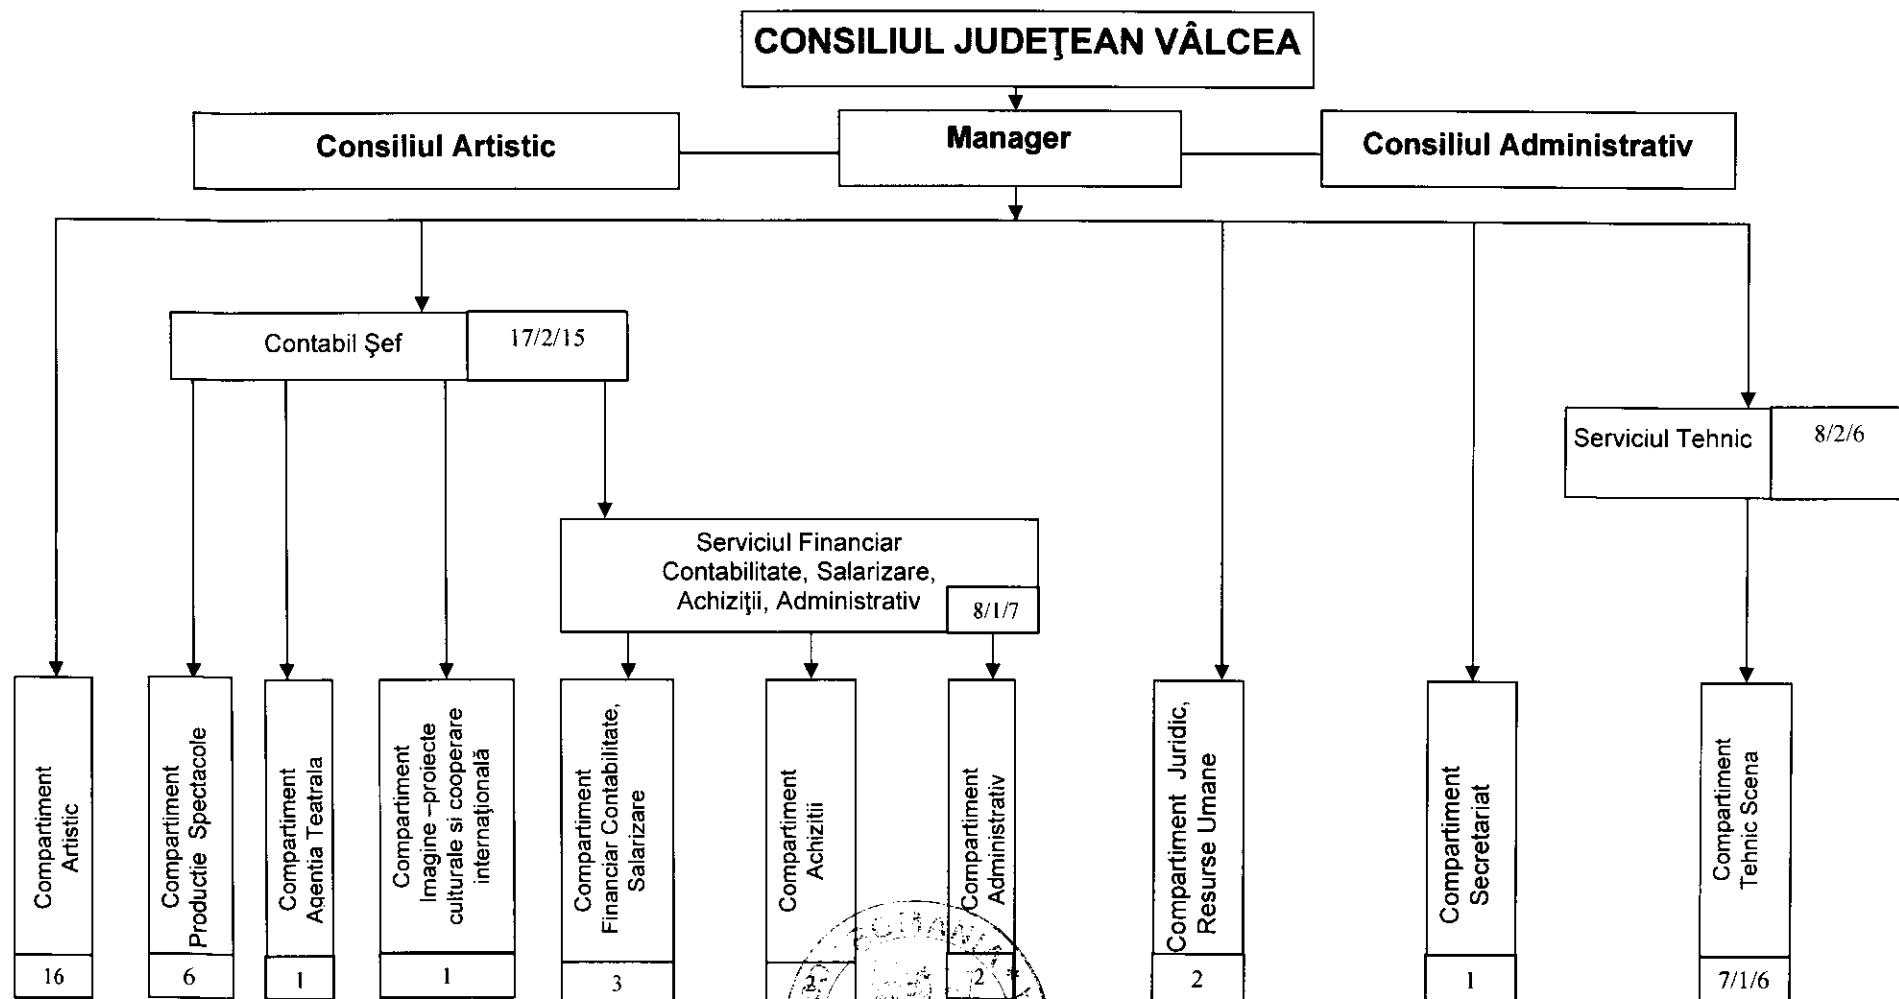 CONSILIUL JUDEŢEAN VÂLCEA
Consiliul Artistic
Manager
Consiliul Administrativ
Contabil Şef
17/2/15
Serviciul Tehnic
8/2/6
Serviciul Financiar
Contabilitate, Salarizare,
Achiziţii, Administrativ
8/1/7
Compartiment
Artistic
16
Compartiment
Productie Spectacole
6
Compartiment
Agentia Teatrala
1
Compartiment
Imagine –proiecte
culturale si cooperare
internaţională
1
Compartiment
Financiar Contabilitate,
Salarizare
3
Compartiment
Achizitii
2
Compartiment
Administrativ
2
Compartiment Juridic,
Resurse Umane
2
Compartiment
Secretariat
1
Compartiment
Tehnic Scena
7/1/6
ROMANIA